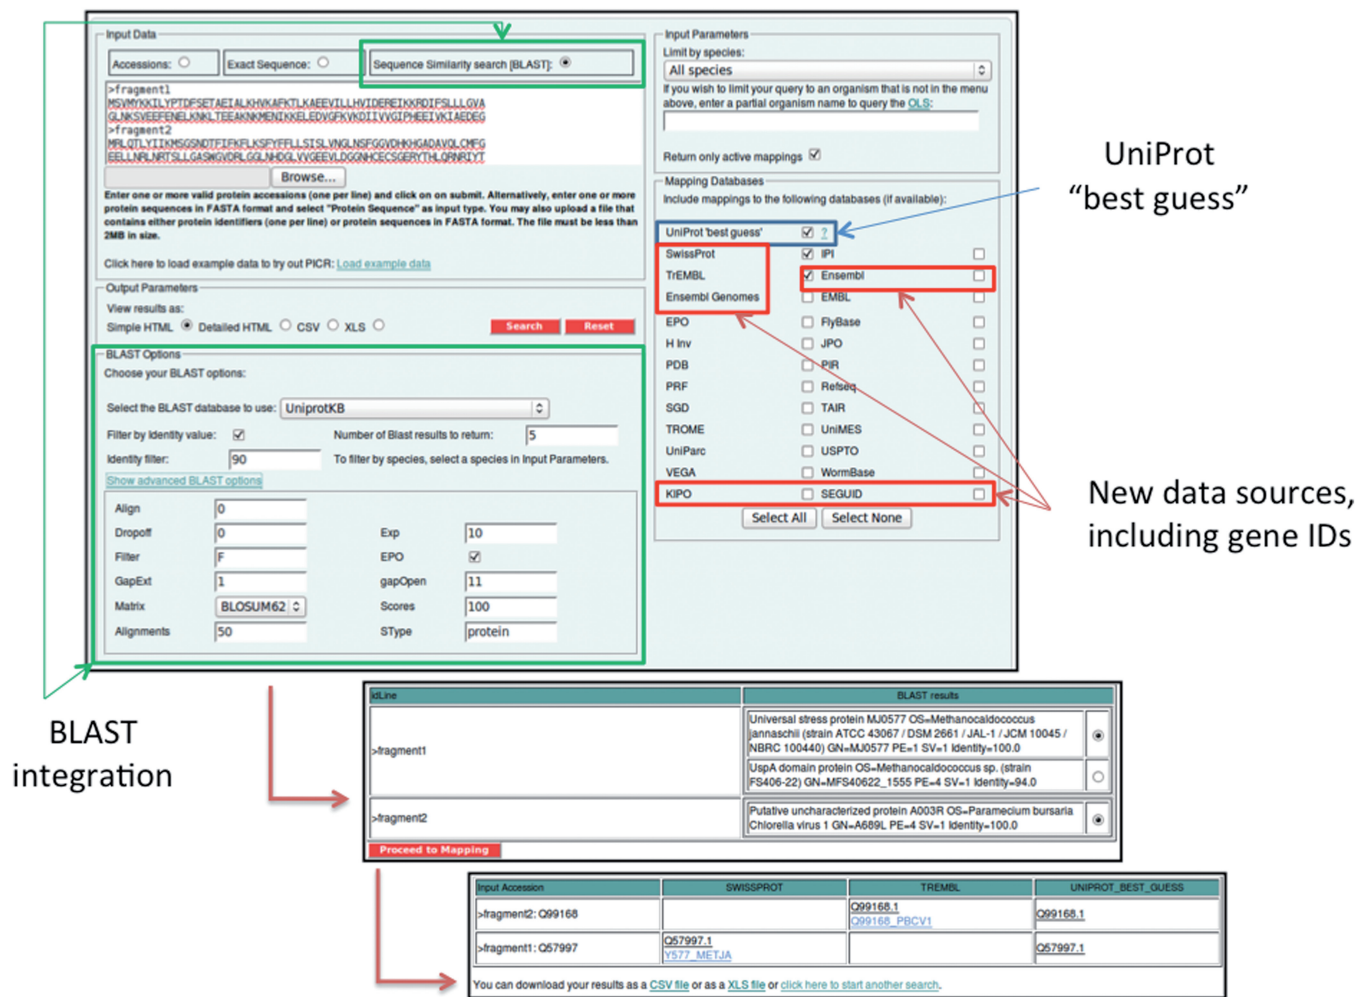 Input Data
Accessions:
Exact Sequence:
Sequence Similarity search [BLAST]:
>fragment1
MSVMYKKILYPTDFSETAEIALKHVKAFKTLKAEEVILLHVIDEREIKKRDIFSLLLGVA
GLNKSVEEFENELKNKLTEEAKNKMENIKKELEDVGFKVKDIIVVGIPHEEIVKIAEDEG
>fragment2
MRLQTLYIIKMSGSNDTFIFKFLKSFYFFLLSISLVNGLNSFGGVDHKHGADAVQLCMFG
EELLNRLNRTSLLGASWGVDRLGGLNHDGLVVGEEVLDGGNHCECSGERYTHLQRNRIYT
Browse...
Enter one or more valid protein accessions (one per line) and click on on submit. Alternatively, enter one or more
protein sequences in FASTA format and select "Protein Sequence" as input type. You may also upload a file that
contains either protein identifiers (one per line) or protein sequences in FASTA format. The file must be less than
2MB in size.
Click here to load example data to try out PICR: Load example data
Output Parameters
View results as:
Simple HTML Detailed HTML CSV XLS
Search Reset
BLAST Options
Choose your BLAST options:
Select the BLAST database to use: UniprotKB
Filter by Identity value: Number of Blast results to return: 5
Identity filter: 90 To filter by species, select a species in Input Parameters.
Show advanced BLAST options
Align 0
Dropoff 0 Exp 10
Filter F EPO
GapExt 1 gapOpen 11
Matrix BLOSUM62 Scores 100
Alignments 50 SType protein
Input Parameters
Limit by species:
All species
If you wish to limit your query to an organism that is not in the menu
above, enter a partial organism name to query the OLS:
Return only active mappings
Mapping Databases
Include mappings to the following databases (if available):
UniProt 'best guess' ?
SwissProt IPI
TrEMBL Ensembl
Ensembl Genomes EMBL
EPO FlyBase
H Inv JPO
PDB PIR
PRF Refseq
SGD TAIR
TROME UniMES
UniParc USPTO
VEGA WormBase
KIPO SEGUID
Select All Select None
UniProt
“best guess”
New data sources,
including gene IDs
BLAST
integration
idLine BLAST results
>fragment1
Universal stress protein MJ0577 OS=Methanocaldococcus
jannaschii (strain ATCC 43067 / DSM 2661 / JAL-1 / JCM 10045 /
NBRC 100440) GN=MJ0577 PE=1 SV=1 Identity=100.0
UspA domain protein OS=Methanocaldococcus sp. (strain
FS406-22) GN=MFS40622_1555 PE=4 SV=1 Identity=94.0
>fragment2
Putative uncharacterized protein A003R OS=Paramecium bursaria
Chlorella virus 1 GN=A689L PE=4 SV=1 Identity=100.0
Proceed to Mapping
Input Accession SWISSPROT TREMBL UNIPROT_BEST_GUESS
>fragment2: Q99168 Q99168.1 Q99168.1
Q99168_PBCV1
>fragment1: Q57997 Q57997.1 Q57997.1
Y577_METJA
You can download your results as a CSV file or as a XLS file or click here to start another search.